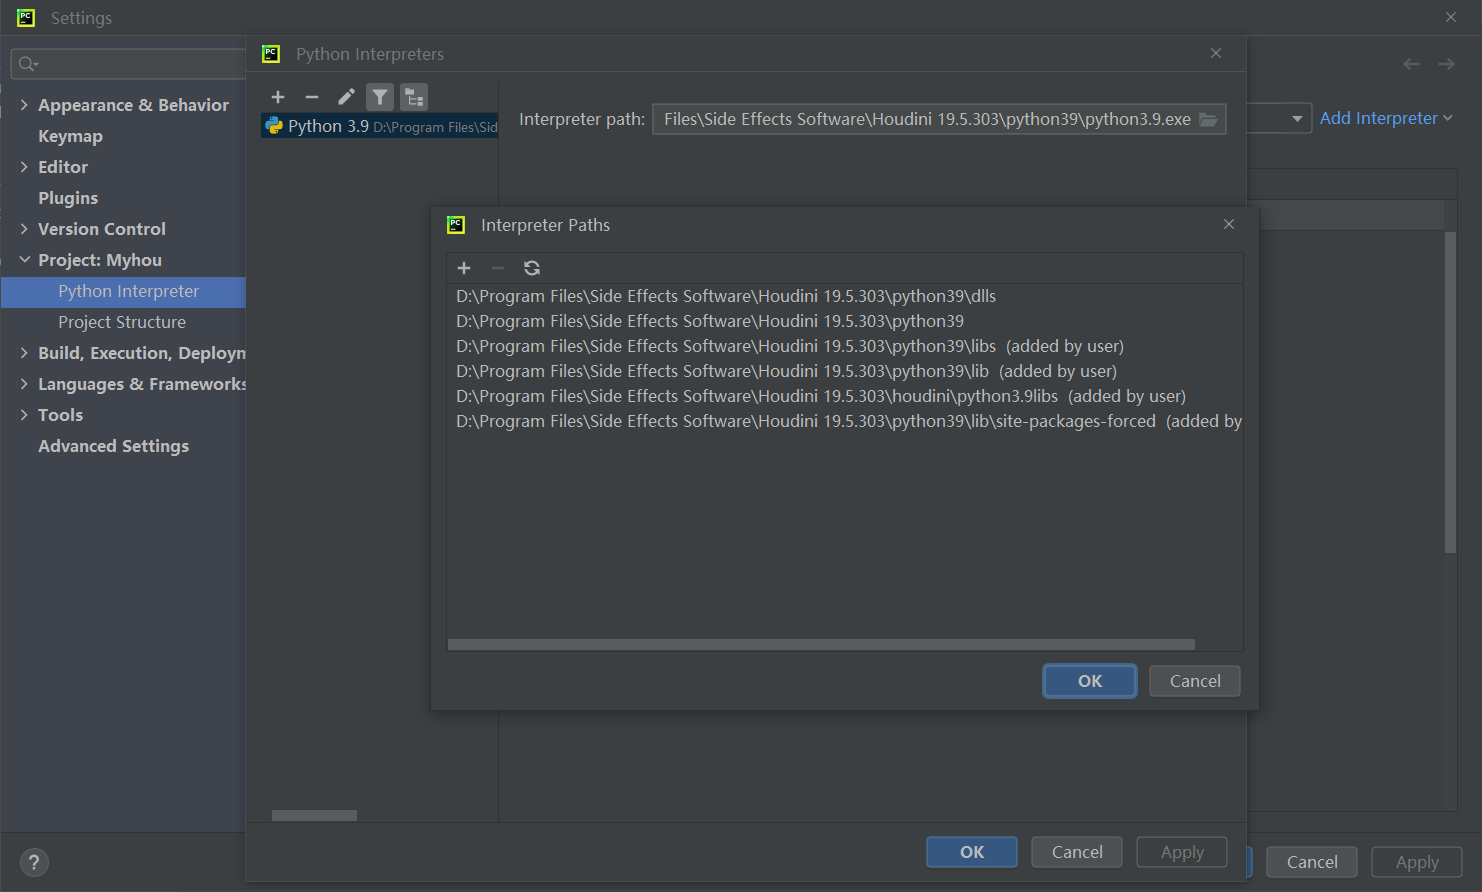 Settings
Python Interpreters
Appearance & Behavior
Keymap
Editor
Plugins
Version Control
Project: Myhou
Python Interpreter
Project Structure
Build, Execution, Deployn
Languages & Frameworks
Tools
Advanced Settings
Python 3.9 D:\Program Files\Sid
Interpreter path: Files\Side Effects Software\Houdini 19.5.303\python39\python3.9.exe
Add Interpreter
Interpreter Paths
D:\Program Files\Side Effects Software\Houdini 19.5.303\python39\dlls
D:\Program Files\Side Effects Software\Houdini 19.5.303\python39
D:\Program Files\Side Effects Software\Houdini 19.5.303\python39\libs (added by user)
D:\Program Files\Side Effects Software\Houdini 19.5.303\python39\lib (added by user)
D:\Program Files\Side Effects Software\Houdini 19.5.303\houdini\python3.9libs (added by user)
D:\Program Files\Side Effects Software\Houdini 19.5.303\python39\lib\site-packages-forced (added by
OK Cancel
OK Cancel Apply
? Cancel Apply